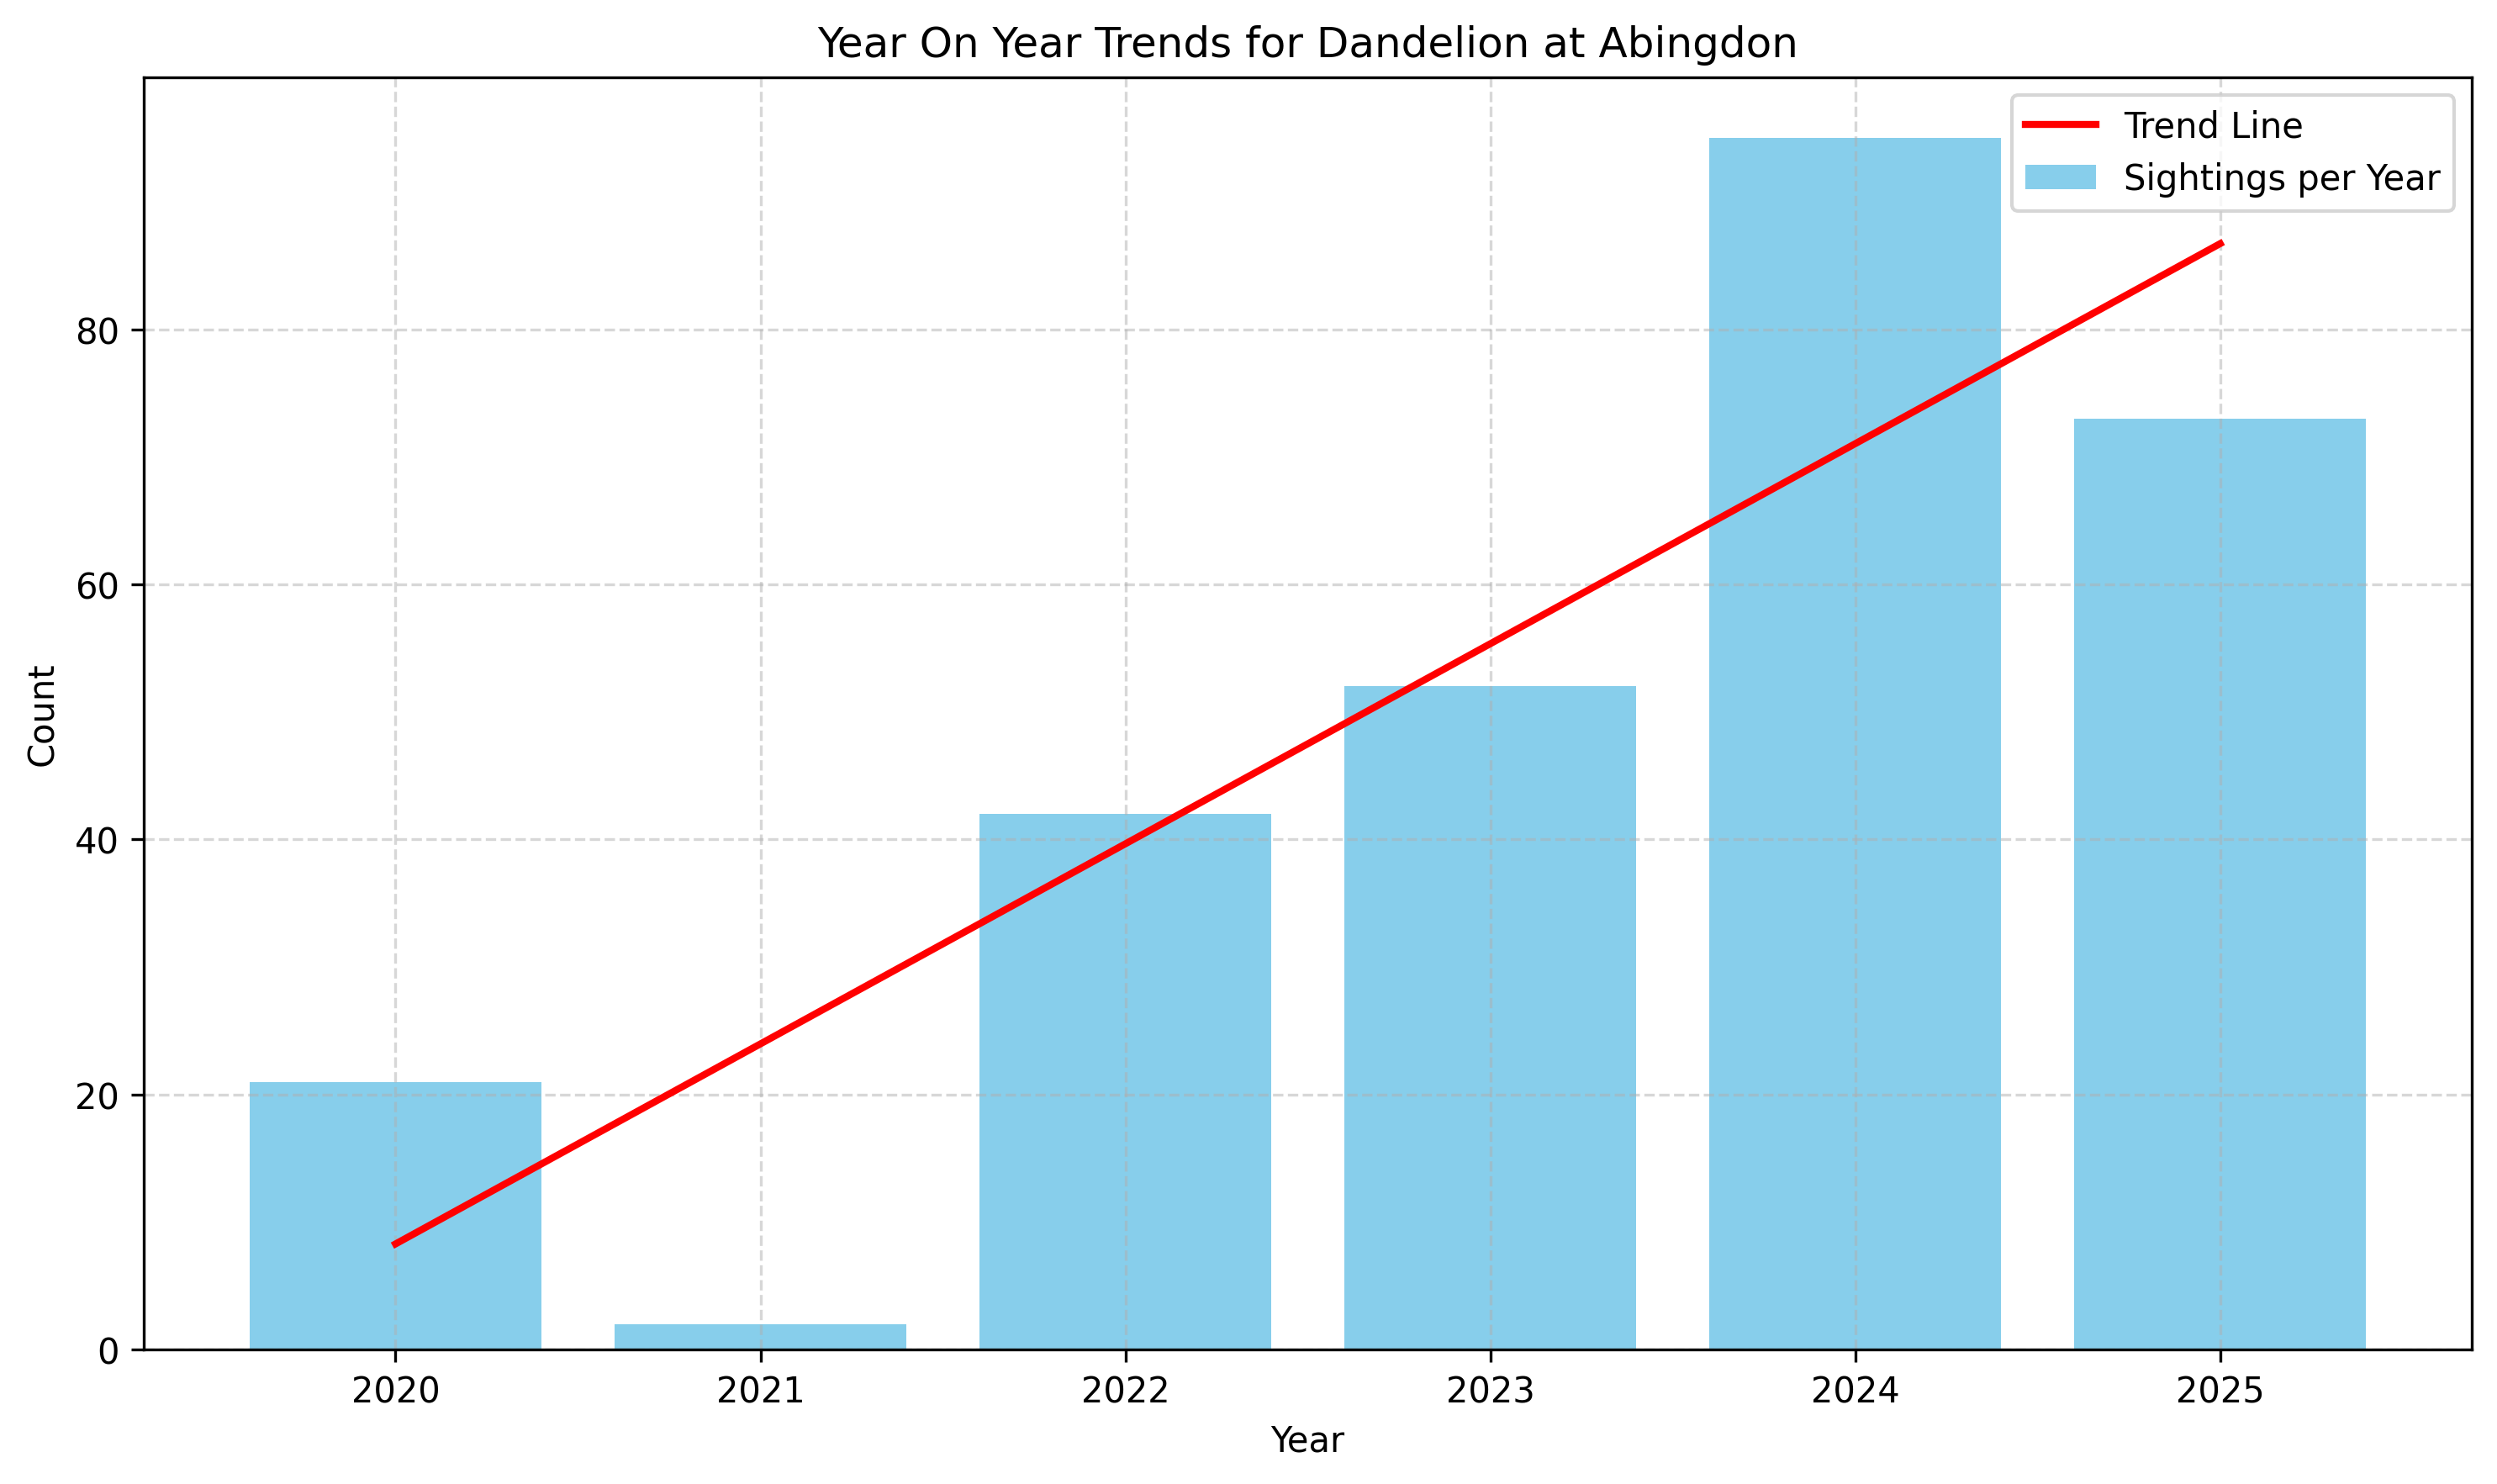 Year On Year Trends for Dandelion at Abingdon
Trend Line
Sightings per Year
80
60
40
20
0
Count
2020 2021 2022 2023 2024 2025
Year